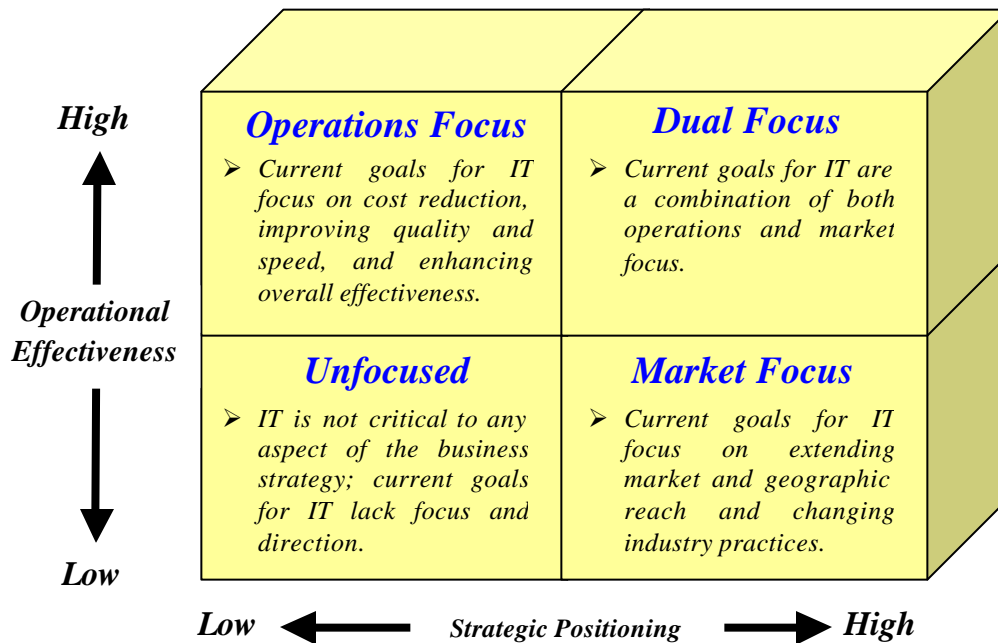 High
Operational
Effectiveness
Low
Operations Focus
➢ Current goals for IT
focus on cost reduction,
improving quality and
speed, and enhancing
overall effectiveness.
Dual Focus
➢ Current goals for IT are
a combination of both
operations and market
focus.
Unfocused
➢ IT is not critical to any
aspect of the business
strategy; current goals
for IT lack focus and
direction.
Market Focus
➢ Current goals for IT
focus on extending
market and geographic
reach and changing
industry practices.
Low
Strategic Positioning
High